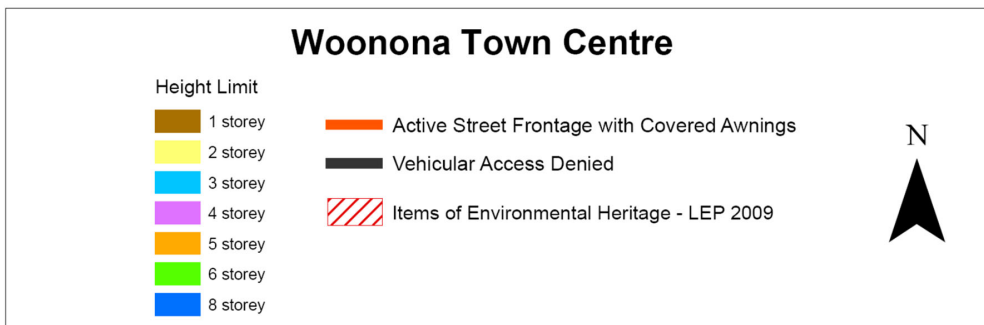 Woonona Town Centre
Height Limit
1 storey
2 storey
3 storey
4 storey
5 storey
6 storey
8 storey
Active Street Frontage with Covered Awnings
Vehicular Access Denied
Items of Environmental Heritage - LEP 2009
N